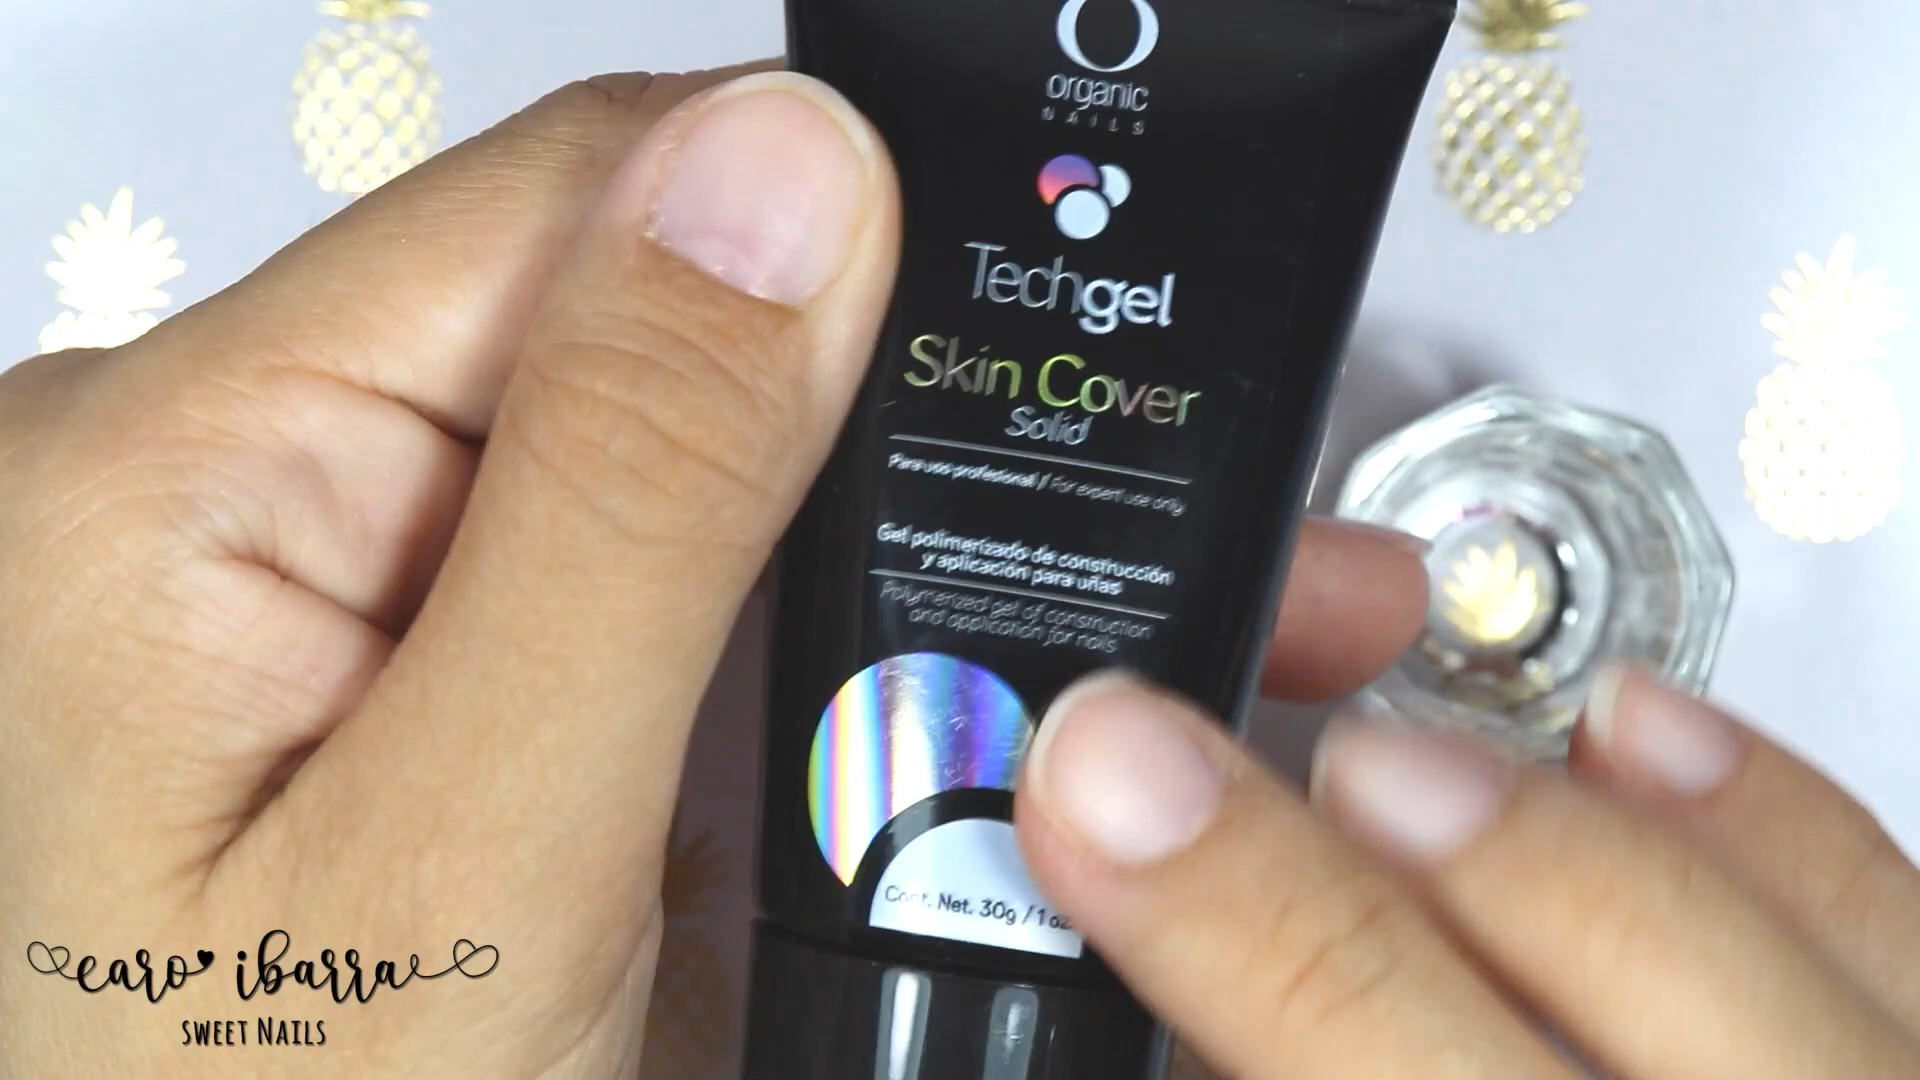 organic
NAILS
Techgel
Skin Cover
Solid
Para uso profesional / For expert use only
Gel polimerizado de construcción
y aplicación para uñas
Polymerized gel of construction
and application for nails
Cont. Net. 30g / 1 oz
caro ibarra
SWEET NAILS